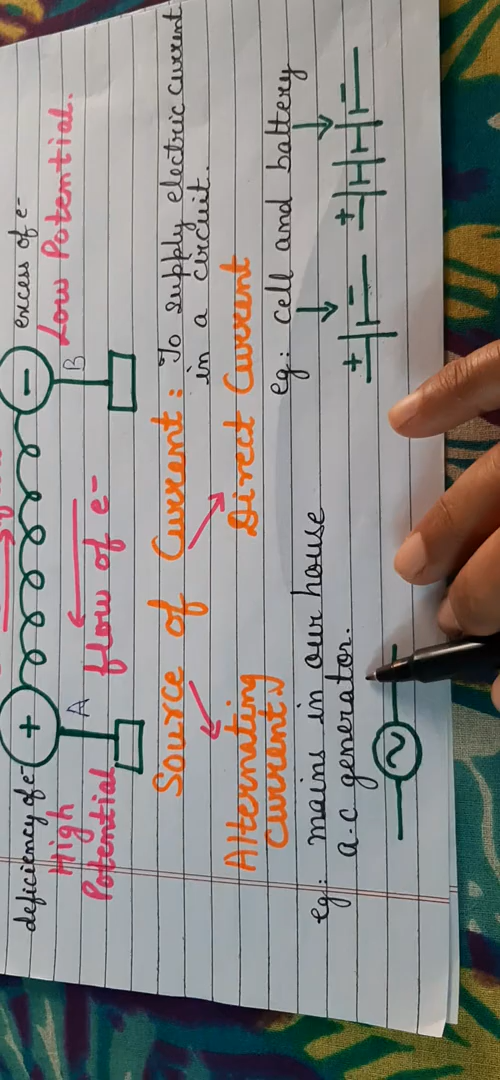 deficiency of e-
excess of e-
+
-
High Potential
A
flow of e-
B
Low Potential.
Source of Current: To supply electric current
in a circuit.
Alternating Current
Direct Current
eg: mains in our house
a.c generator.
eg: cell and battery
~
+
+